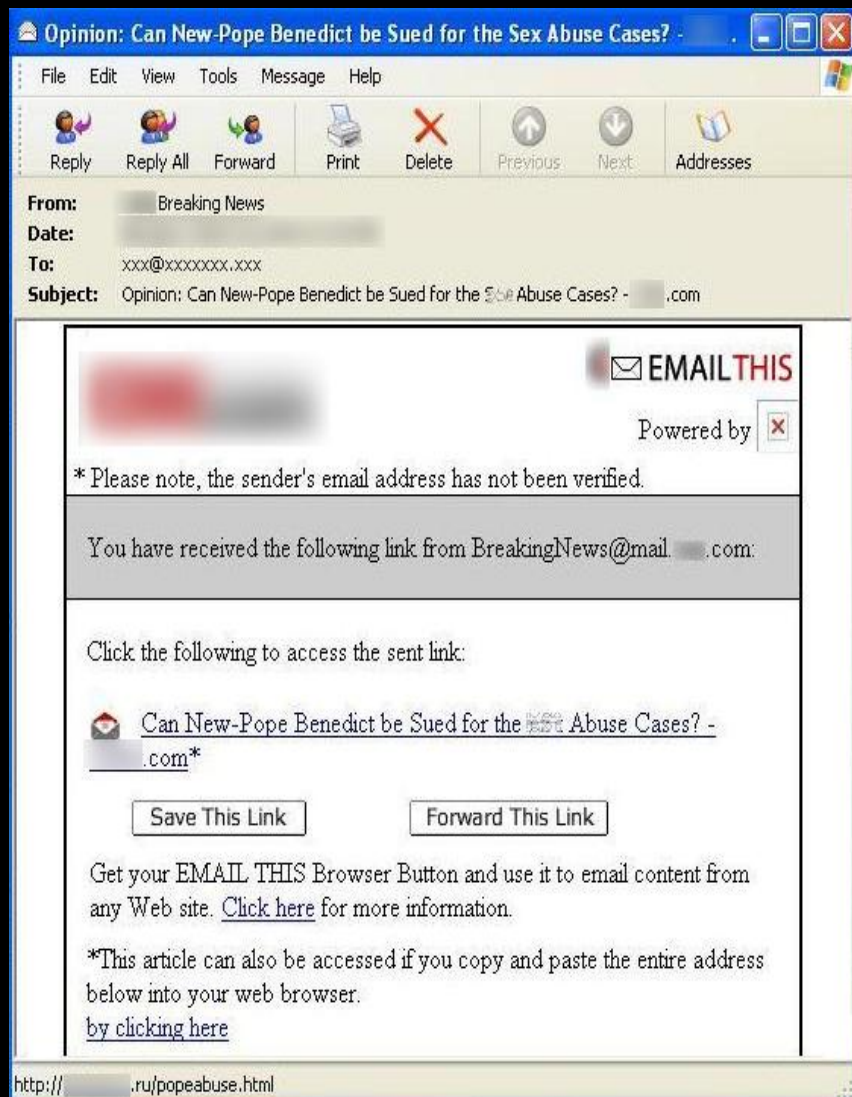 Opinion: Can New-Pope Benedict be Sued for the Sex Abuse Cases? - .
File Edit View Tools Message Help
Reply Reply All Forward Print Delete Previous Next Addresses
From: Breaking News
Date:
To: xxx@xxxxxxx.xxx
Subject: Opinion: Can New-Pope Benedict be Sued for the Abuse Cases? - .com
EMAIL THIS
Powered by
* Please note, the sender's email address has not been verified.
You have received the following link from BreakingNews@mail. .com:
Click the following to access the sent link:
Can New-Pope Benedict be Sued for the Abuse Cases? -
.com*
Save This Link Forward This Link
Get your EMAIL THIS Browser Button and use it to email content from
any Web site. Click here for more information.
*This article can also be accessed if you copy and paste the entire address
below into your web browser.
by clicking here
http:// .ru/popeabuse.html